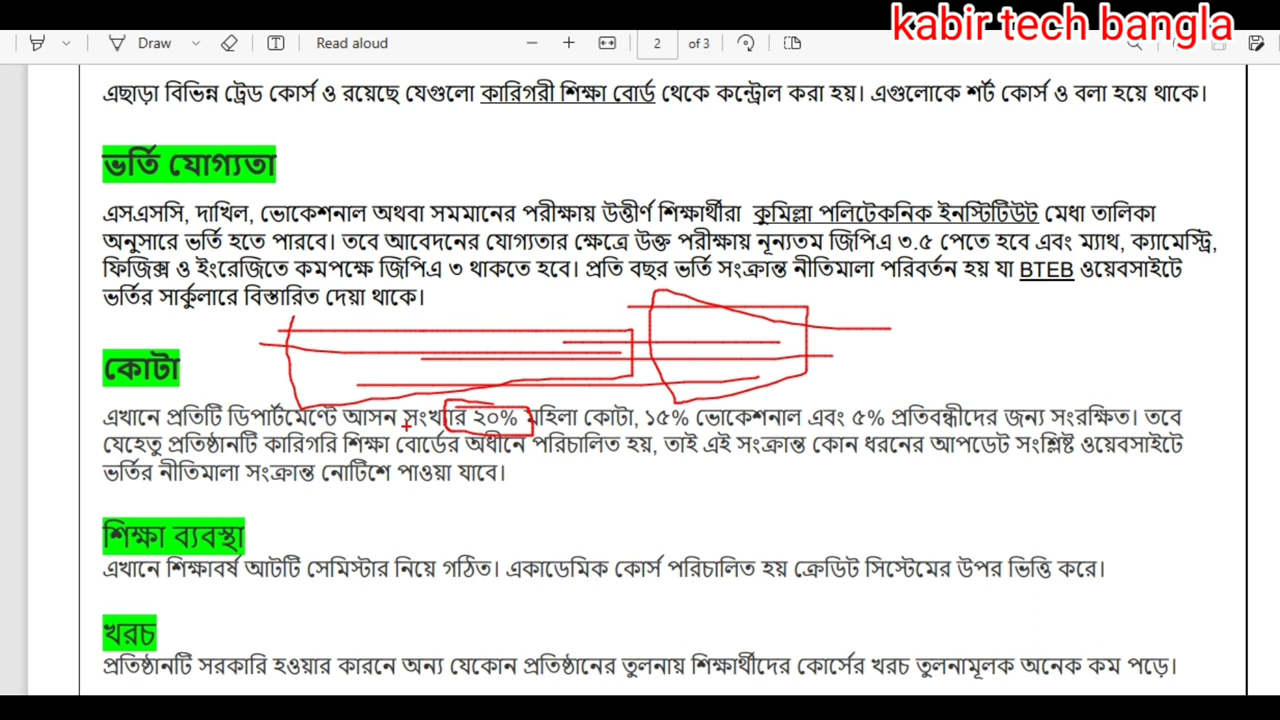 kabir tech bangla
Draw Read aloud 2 of 3
এছাড়া বিভিন্ন ট্রেড কোর্স ও রয়েছে যেগুলো কারিগরী শিক্ষা বোর্ড থেকে কন্ট্রোল করা হয়। এগুলোকে শর্ট কোর্স ও বলা হয়ে থাকে।
ভর্তি যোগ্যতা
এসএসসি, দাখিল, ভোকেশনাল অথবা সমমানের পরীক্ষায় উত্তীর্ণ শিক্ষার্থীরা কুমিল্লা পলিটেকনিক ইনস্টিটিউট মেধা তালিকা
অনুসারে ভর্তি হতে পারবে। তবে আবেদনের যোগ্যতার ক্ষেত্রে উক্ত পরীক্ষায় নূন্যতম জিপিএ ৩.৫ পেতে হবে এবং ম্যাথ, ক্যামেস্ট্রি,
ফিজিক্স ও ইংরেজিতে কমপক্ষে জিপিএ ৩ থাকতে হবে। প্রতি বছর ভর্তি সংক্রান্ত নীতিমালা পরিবর্তন হয় যা BTEB ওয়েবসাইটে
ভর্তির সার্কুলারে বিস্তারিত দেয়া থাকে।
কোটা
এখানে প্রতিটি ডিপার্টমেণ্টে আসন সংখ্যার ২০% মহিলা কোটা, ১৫% ভোকেশনাল এবং ৫% প্রতিবন্ধীদের জন্য সংরক্ষিত। তবে
যেহেতু প্রতিষ্ঠানটি কারিগরি শিক্ষা বোর্ডের অধীনে পরিচালিত হয়, তাই এই সংক্রান্ত কোন ধরনের আপডেট সংশ্লিষ্ট ওয়েবসাইটে
ভর্তির নীতিমালা সংক্রান্ত নোটিশে পাওয়া যাবে।
শিক্ষা ব্যবস্থা
এখানে শিক্ষাবর্ষ আটটি সেমিস্টার নিয়ে গঠিত। একাডেমিক কোর্স পরিচালিত হয় ক্রেডিট সিস্টেমের উপর ভিত্তি করে।
খরচ
প্রতিষ্ঠানটি সরকারি হওয়ার কারনে অন্য যেকোন প্রতিষ্ঠানের তুলনায় শিক্ষার্থীদের কোর্সের খরচ তুলনামূলক অনেক কম পড়ে।